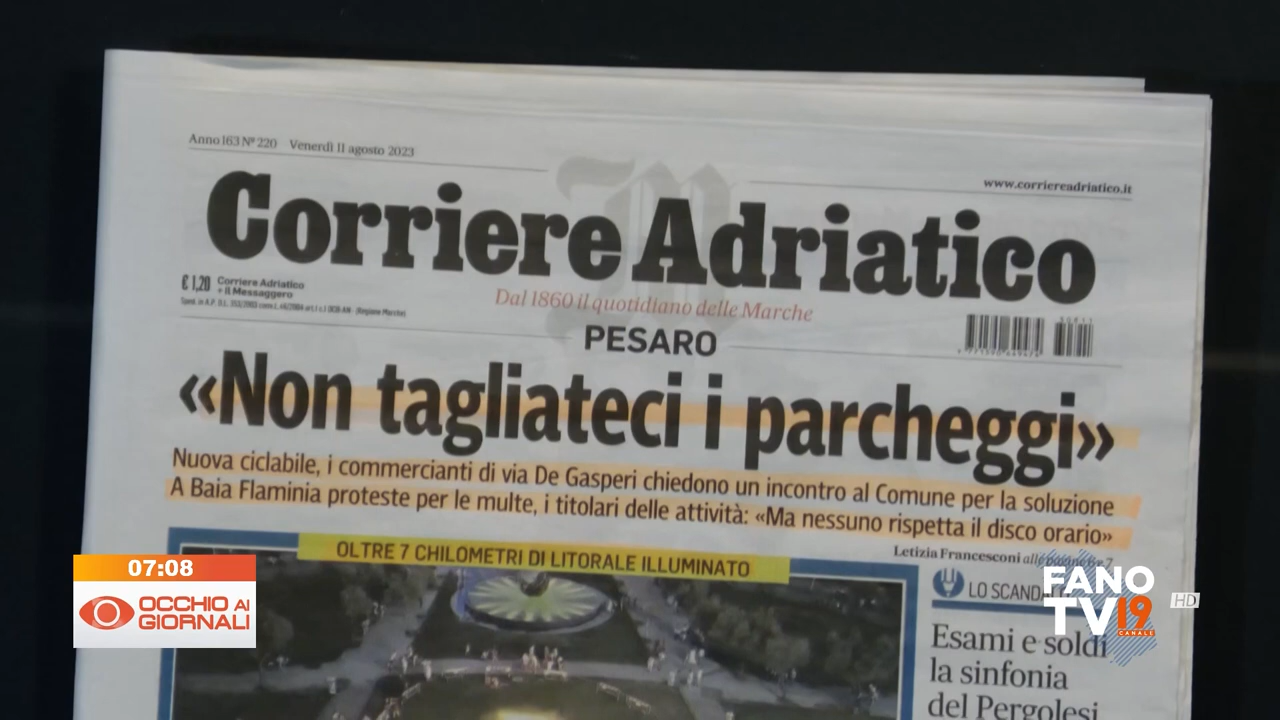 Anno 163 N° 220 Venerdì 11 agosto 2023
www.corriereadriatico.it
Corriere Adriatico
€ 1,20 Corriere Adriatico
+ Il Messaggero
Dal 1860 il quotidiano delle Marche
PESARO
«Non tagliateci i parcheggi»
Nuova ciclabile, i commercianti di via De Gasperi chiedono un incontro al Comune per la soluzione
A Baia Flaminia proteste per le multe, i titolari delle attività: «Ma nessuno rispetta il disco orario»
Letizia Francesconi
OLTRE 7 CHILOMETRI DI LITORALE ILLUMINATO
LO
Esami e soldi
la sinfonia
del Pergolesi
07:08
OCCHIO AI
GIORNALI
FANO
TV 19
CANALE
HD